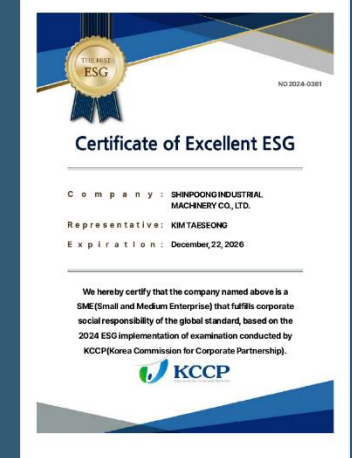 THE BEST
ESG
NO 2024-0381
Certificate of Excellent ESG
Company: SHINPOONG INDUSTRIAL
MACHINERY CO., LTD.
Representative: KIM TAESEONG
Expiration: December, 22, 2026
We hereby certify that the company named above is a
SME(Small and Medium Enterprise) that fulfills corporate
social responsibility of the global standard, based on the
2024 ESG implementation of examination conducted by
KCCP(Korea Commission for Corporate Partnership).
KCCP